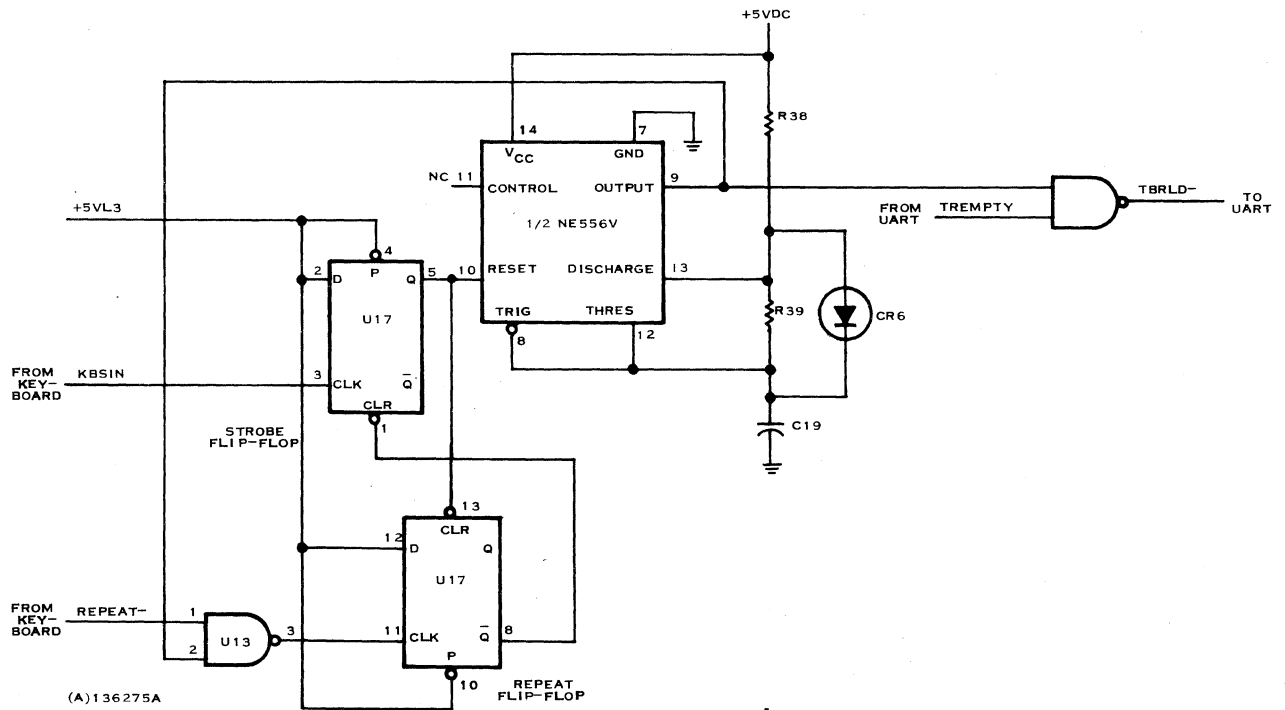 +5VDC
R38
14
7
VCC
GND
NC 11
CONTROL
OUTPUT
9
1/2 NE556V
FROM
UART
TREMPTY
TBRLD-
TO
UART
+5VL3
4
2
D
P
Q
5
10
RESET
DISCHARGE
13
U17
TRIG
THRES
R39
CR6
8
12
FROM
KEY-
BOARD
KBSIN
3
CLK
Q
CLR
1
C19
STROBE
FLIP-FLOP
13
CLR
12
D
Q
U17
FROM
KEY-
BOARD
REPEAT-
1
U13
3
11
CLK
Q
8
2
P
10
REPEAT
FLIP-FLOP
(A)136275A